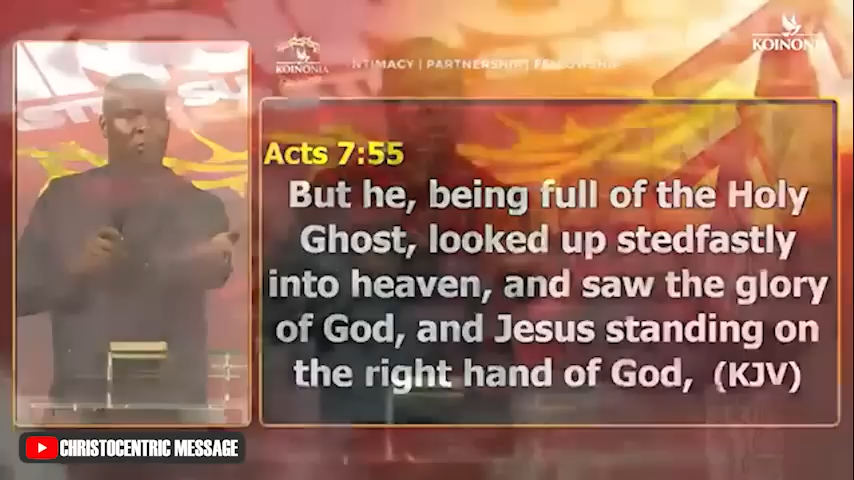 KOINONIA
INTIMACY | PARTNERSHIP | FELLOWSHIP
KOINONI
Acts 7:55
But he, being full of the Holy
Ghost, looked up stedfastly
into heaven, and saw the glory
of God, and Jesus standing on
the right hand of God, (KJV)
CHRISTOCENTRIC MESSAGE